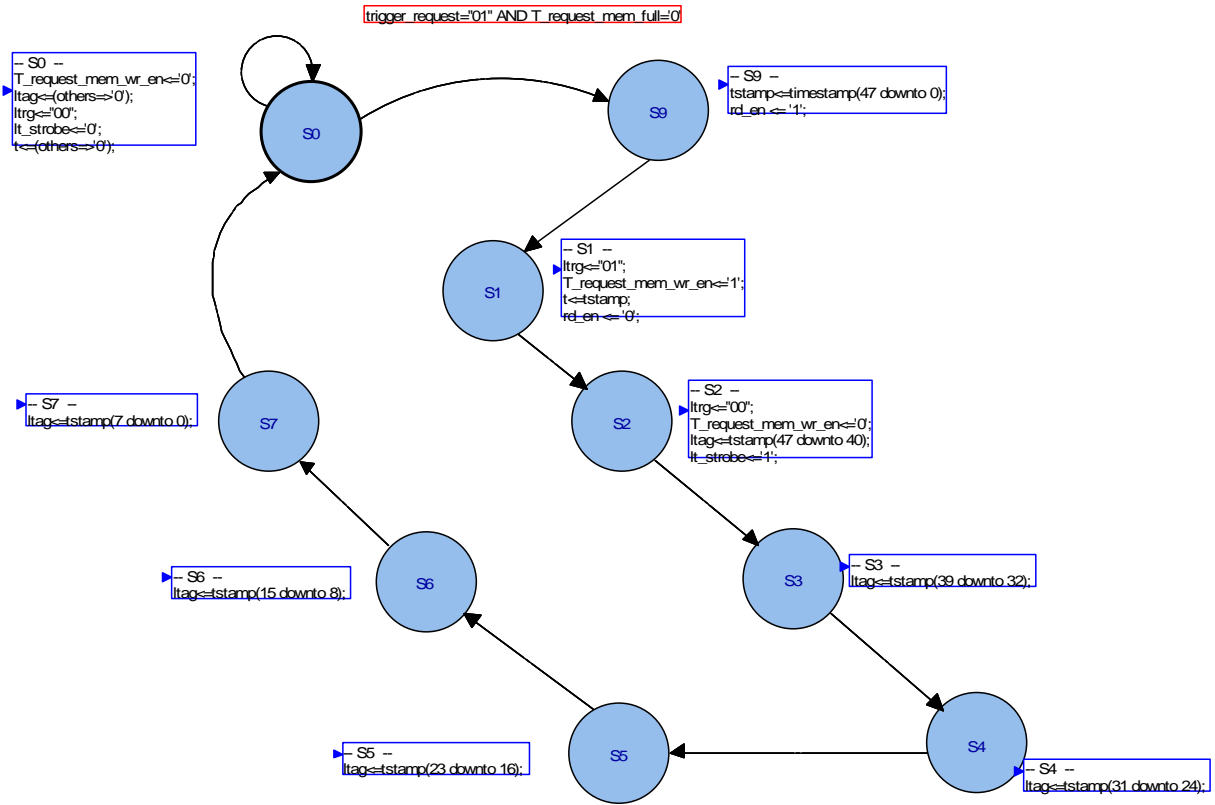 trigger_request="01" AND T_request_mem_full='0'
-- S0 --
T_request_mem_wr_en<='0';
ltag<=(others=>'0');
ltrg<="00";
lt_strobe<='0';
t<=(others=>'0');
S0
S9
-- S9 --
tstamp<=timestamp(47 downto 0);
rd_en <= '1';
S1
-- S1 --
ltrg<="01";
T_request_mem_wr_en<='1';
t<=tstamp;
rd_en <= '0';
-- S7 --
ltag<=tstamp(7 downto 0);
S7
S2
-- S2 --
ltrg<="00";
T_request_mem_wr_en<='0';
ltag<=tstamp(47 downto 40);
lt_strobe<='1';
-- S6 --
ltag<=tstamp(15 downto 8);
S6
S3
-- S3 --
ltag<=tstamp(39 downto 32);
-- S5 --
ltag<=tstamp(23 downto 16);
S5
S4
-- S4 --
ltag<=tstamp(31 downto 24);